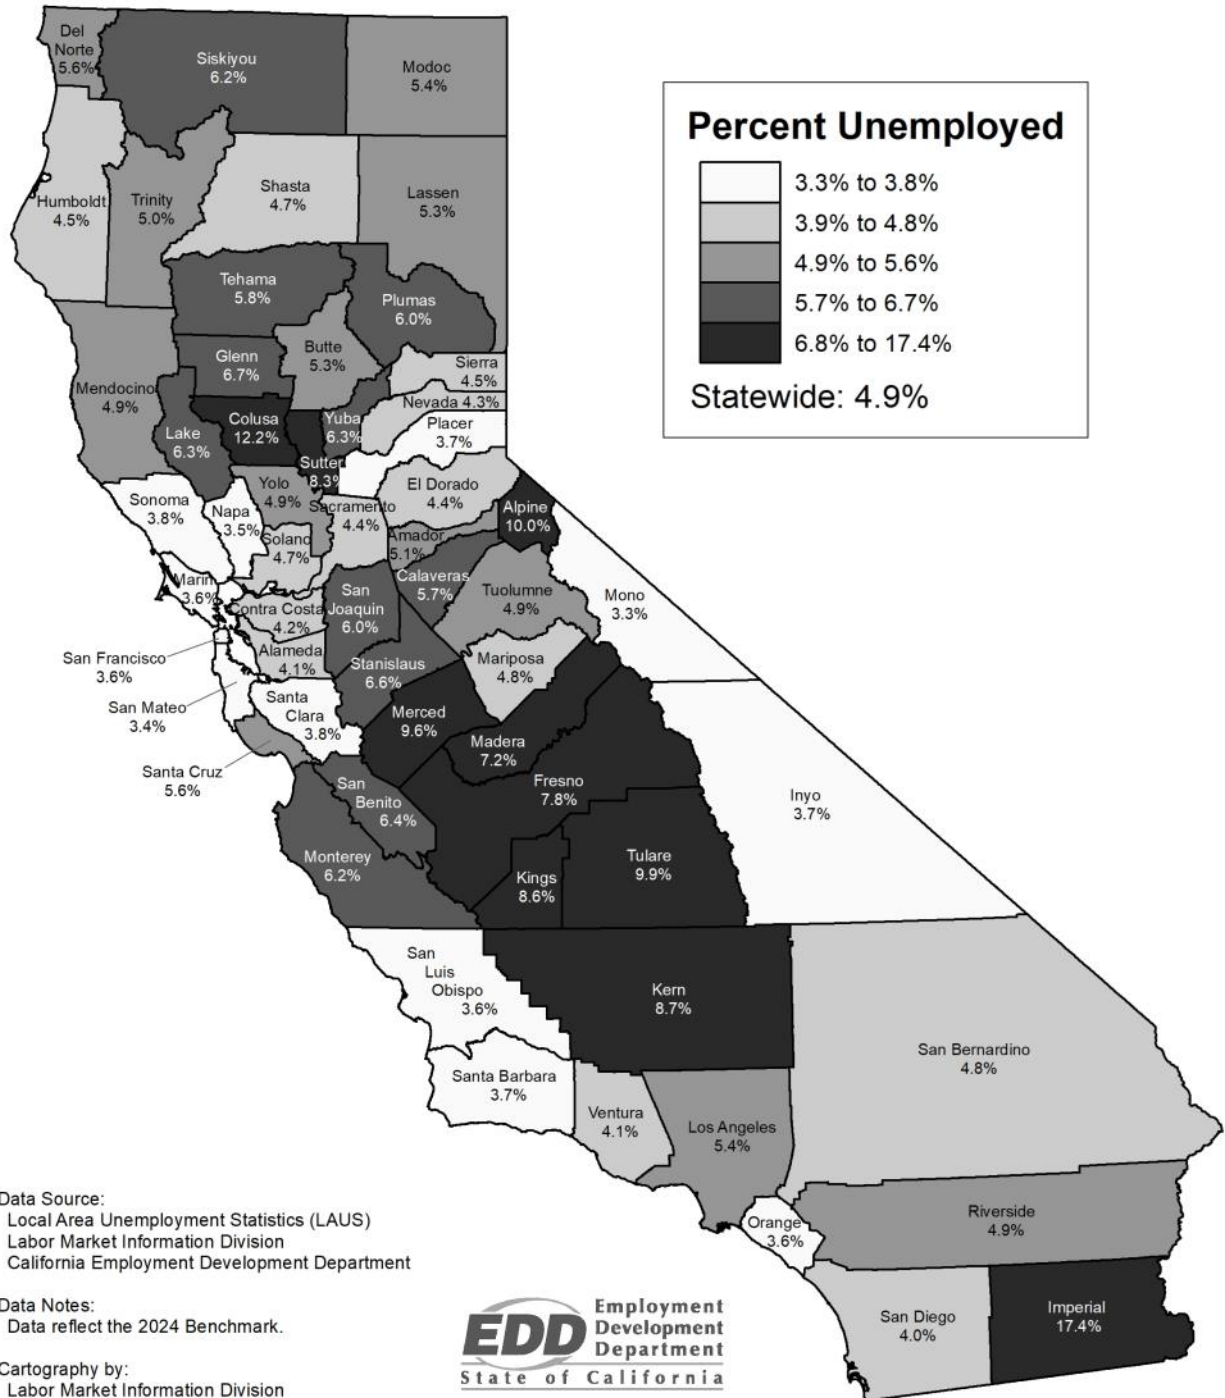 Del
Norte
5.6%
Siskiyou
6.2%
Modoc
5.4%
Percent Unemployed
3.3% to 3.8%
3.9% to 4.8%
4.9% to 5.6%
5.7% to 6.7%
6.8% to 17.4%
Statewide: 4.9%
Humboldt
4.5%
Trinity
5.0%
Shasta
4.7%
Lassen
5.3%
Tehama
5.8%
Plumas
6.0%
Glenn
6.7%
Butte
5.3%
Sierra
4.5%
Mendocino
4.9%
Nevada 4.3%
Lake
6.3%
Colusa
12.2%
Yuba
6.3%
Placer
3.7%
Sutter
8.3%
Sonoma
3.8%
Napa
3.5%
Yolo
4.9%
Sacramento
4.4%
El Dorado
4.4%
Alpine
10.0%
Solano
4.7%
Amador
5.1%
Marin
3.6%
Contra Costa
4.2%
San
Joaquin
6.0%
Calaveras
5.7%
Tuolumne
4.9%
Mono
3.3%
San Francisco
3.6%
Alameda
4.1%
Stanislaus
6.6%
Mariposa
4.8%
San Mateo
3.4%
Santa
Clara
3.8%
Merced
9.6%
Madera
7.2%
Santa Cruz
5.6%
San
Benito
6.4%
Fresno
7.8%
Inyo
3.7%
Monterey
6.2%
Kings
8.6%
Tulare
9.9%
San
Luis
Obispo
3.6%
Kern
8.7%
San Bernardino
4.8%
Santa Barbara
3.7%
Ventura
4.1%
Los Angeles
5.4%
Orange
3.6%
Riverside
4.9%
San Diego
4.0%
Imperial
17.4%
Data Source:
Local Area Unemployment Statistics (LAUS)
Labor Market Information Division
California Employment Development Department
Data Notes:
Data reflect the 2024 Benchmark.
Cartography by:
Labor Market Information Division
EDD
Employment
Development
Department
State of California